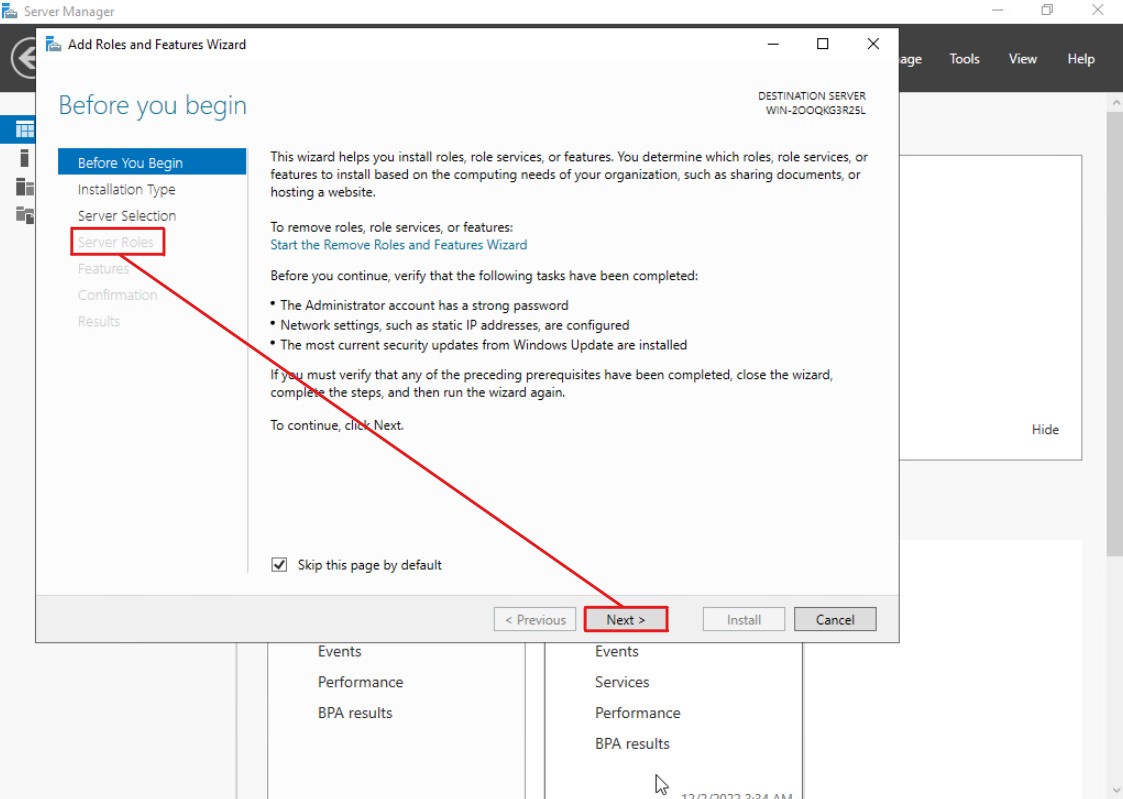 Server Manager
Add Roles and Features Wizard
age Tools View Help
Before you begin
DESTINATION SERVER
WIN-2OOQKG3R25L
Before You Begin
Installation Type
Server Selection
Server Roles
Features
Confirmation
Results
This wizard helps you install roles, role services, or features. You determine which roles, role services, or
features to install based on the computing needs of your organization, such as sharing documents, or
hosting a website.
To remove roles, role services, or features:
Start the Remove Roles and Features Wizard
Before you continue, verify that the following tasks have been completed:
• The Administrator account has a strong password
• Network settings, such as static IP addresses, are configured
• The most current security updates from Windows Update are installed
If you must verify that any of the preceding prerequisites have been completed, close the wizard,
complete the steps, and then run the wizard again.
To continue, click Next.
Hide
Skip this page by default
< Previous Next > Install Cancel
Events
Performance
BPA results
Events
Services
Performance
BPA results
12/2/2022 3:34 AM